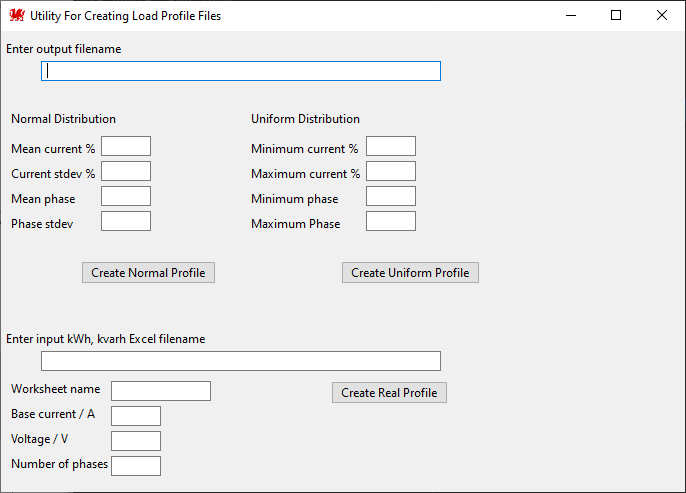 Utility For Creating Load Profile Files
Enter output filename
Normal Distribution
Uniform Distribution
Mean current %
Minimum current %
Current stdev %
Maximum current %
Mean phase
Minimum phase
Phase stdev
Maximum Phase
Create Normal Profile
Create Uniform Profile
Enter input kWh, kvarh Excel filename
Worksheet name
Create Real Profile
Base current / A
Voltage / V
Number of phases